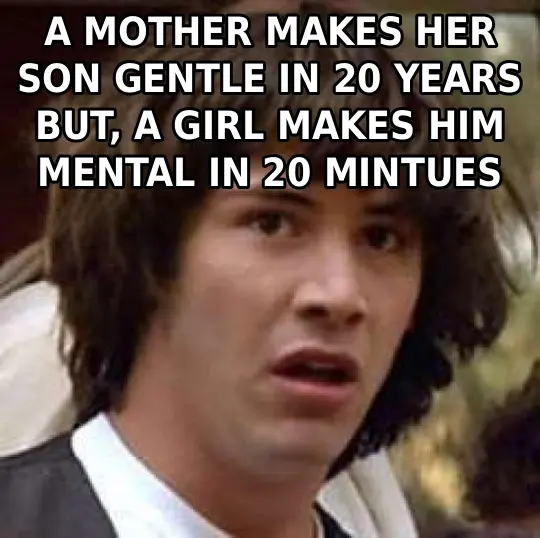 A MOTHER MAKES HER
SON GENTLE IN 20 YEARS
BUT, A GIRL MAKES HIM
MENTAL IN 20 MINTUES